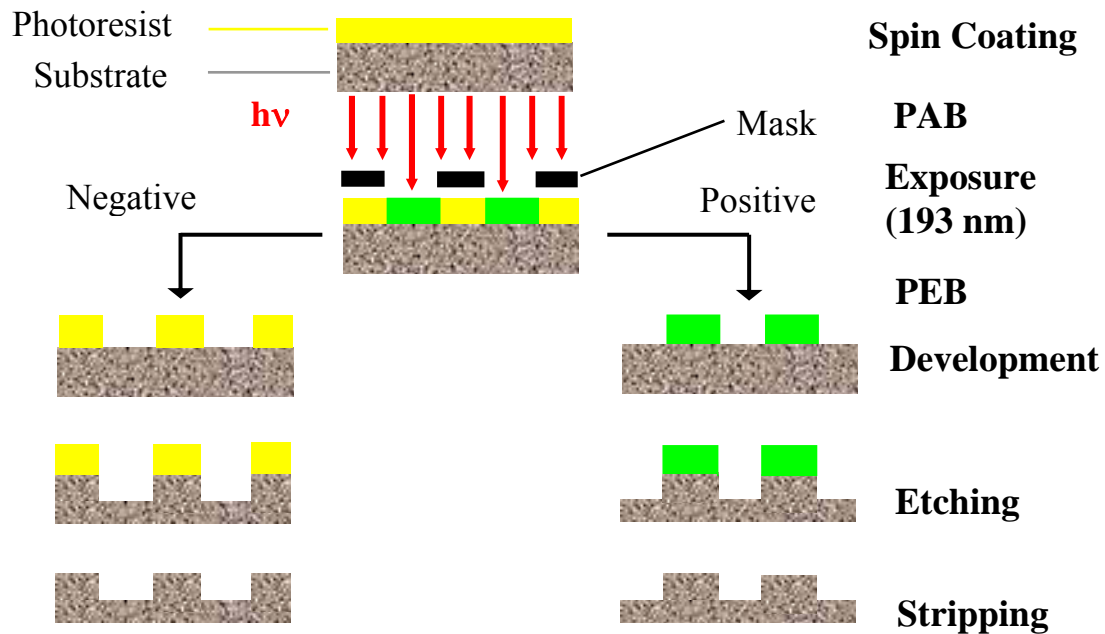 Photoresist
Spin Coating
Substrate
hν
Mask
PAB
Negative
Positive
Exposure
(193 nm)
PEB
Development
Etching
Stripping